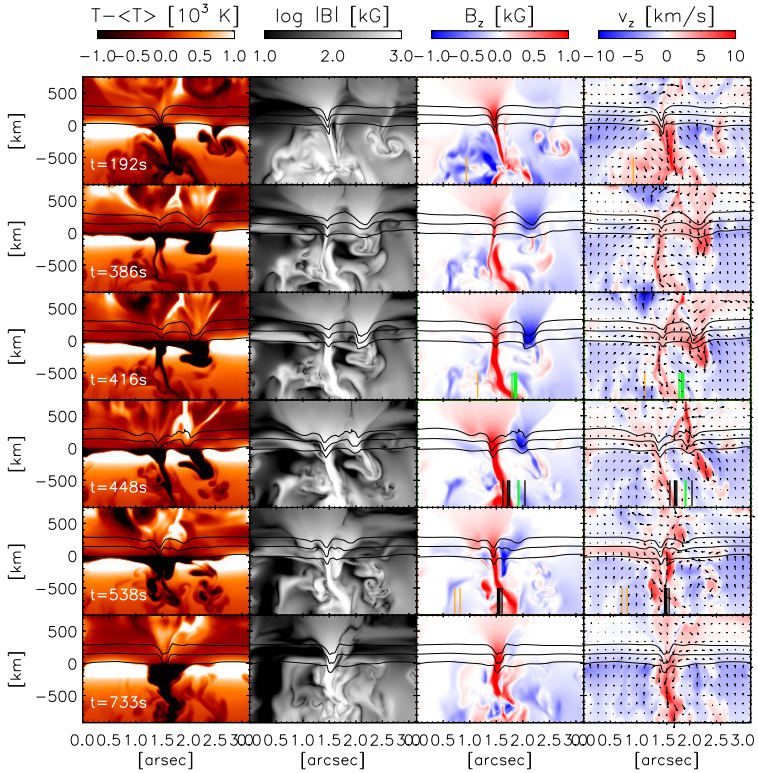 T−<T> [10³ K] log |B| [kG] B_z [kG] v_z [km/s]
−1.0 −0.5 0.0 0.5 1.0 1.0 2.0 3.0 −1.0 −0.5 0.0 0.5 1.0 −10 −5 0 5 10
500
0
−500
[km]
t=192s
500
0
−500
[km]
t=386s
500
0
−500
[km]
t=416s
500
0
−500
[km]
t=448s
500
0
−500
[km]
t=538s
500
0
−500
[km]
t=733s
0.0 0.5 1.0 1.5 2.0 2.5 3.0 0.0 0.5 1.0 1.5 2.0 2.5 3.0 0.0 0.5 1.0 1.5 2.0 2.5 3.0 0.0 0.5 1.0 1.5 2.0 2.5 3.0
[arcsec] [arcsec] [arcsec] [arcsec]